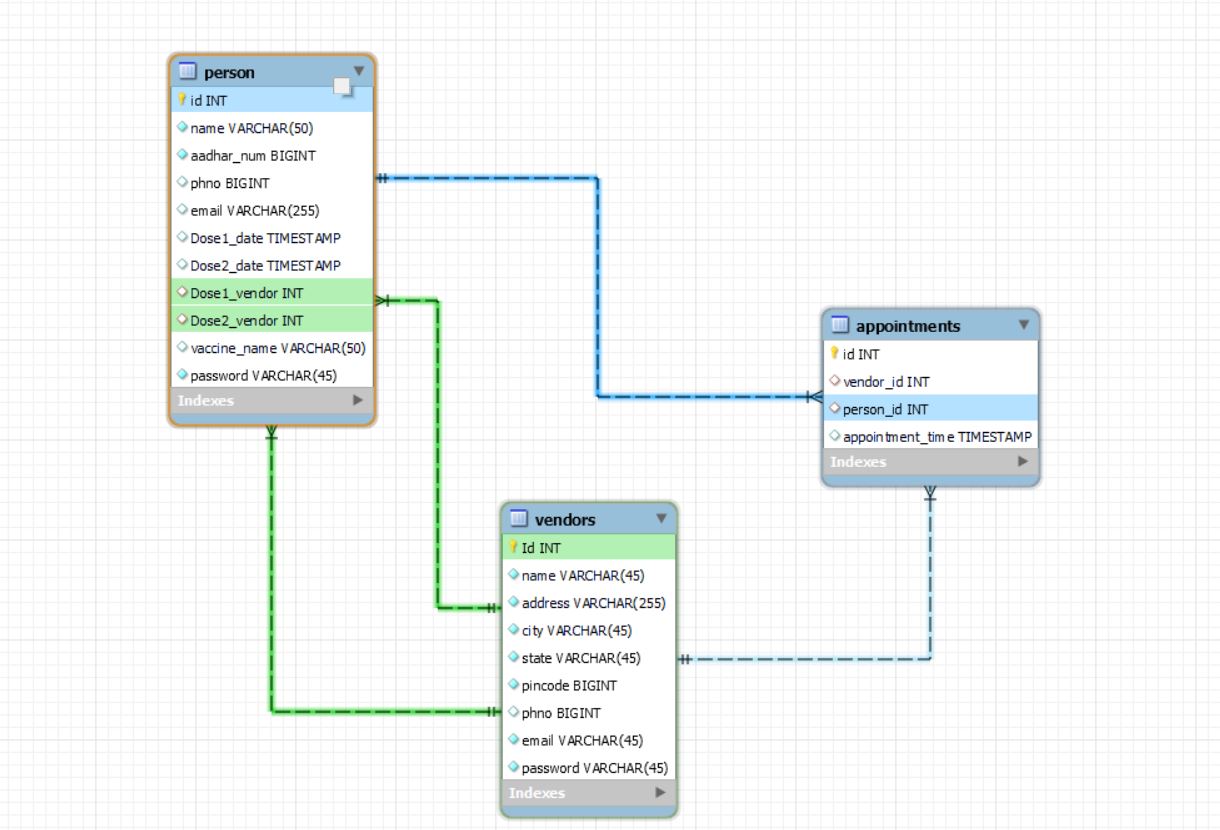 person
id INT
name VARCHAR(50)
aadhar_num BIGINT
phno BIGINT
email VARCHAR(255)
Dose1_date TIMESTAMP
Dose2_date TIMESTAMP
Dose1_vendor INT
Dose2_vendor INT
vaccine_name VARCHAR(50)
password VARCHAR(45)
Indexes
appointments
id INT
vendor_id INT
person_id INT
appointment_time TIMESTAMP
Indexes
vendors
Id INT
name VARCHAR(45)
address VARCHAR(255)
city VARCHAR(45)
state VARCHAR(45)
pincode BIGINT
phno BIGINT
email VARCHAR(45)
password VARCHAR(45)
Indexes